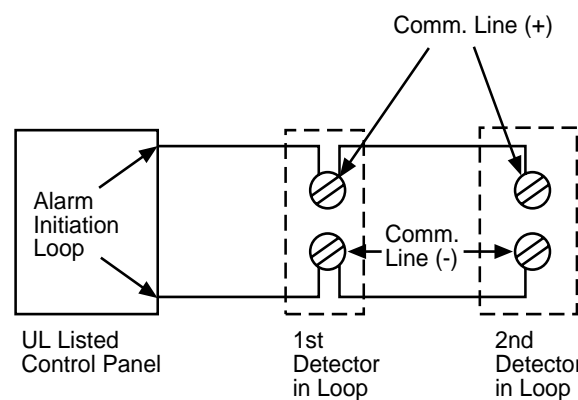 Comm. Line (+)
Alarm
Initiation
Loop
Comm.
Line (-)
UL Listed
Control Panel
1st
Detector
in Loop
2nd
Detector
in Loop